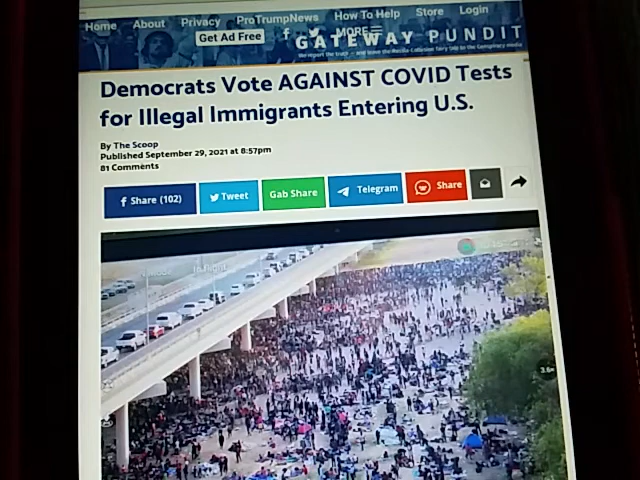 Home About Privacy ProTrumpNews How To Help Store Login
Get Ad Free MORE
GATEWAY PUNDIT
Democrats Vote AGAINST COVID Tests
for Illegal Immigrants Entering U.S.
By The Scoop
Published September 29, 2021 at 8:57pm
81 Comments
Share (102) Tweet Gab Share Telegram Share